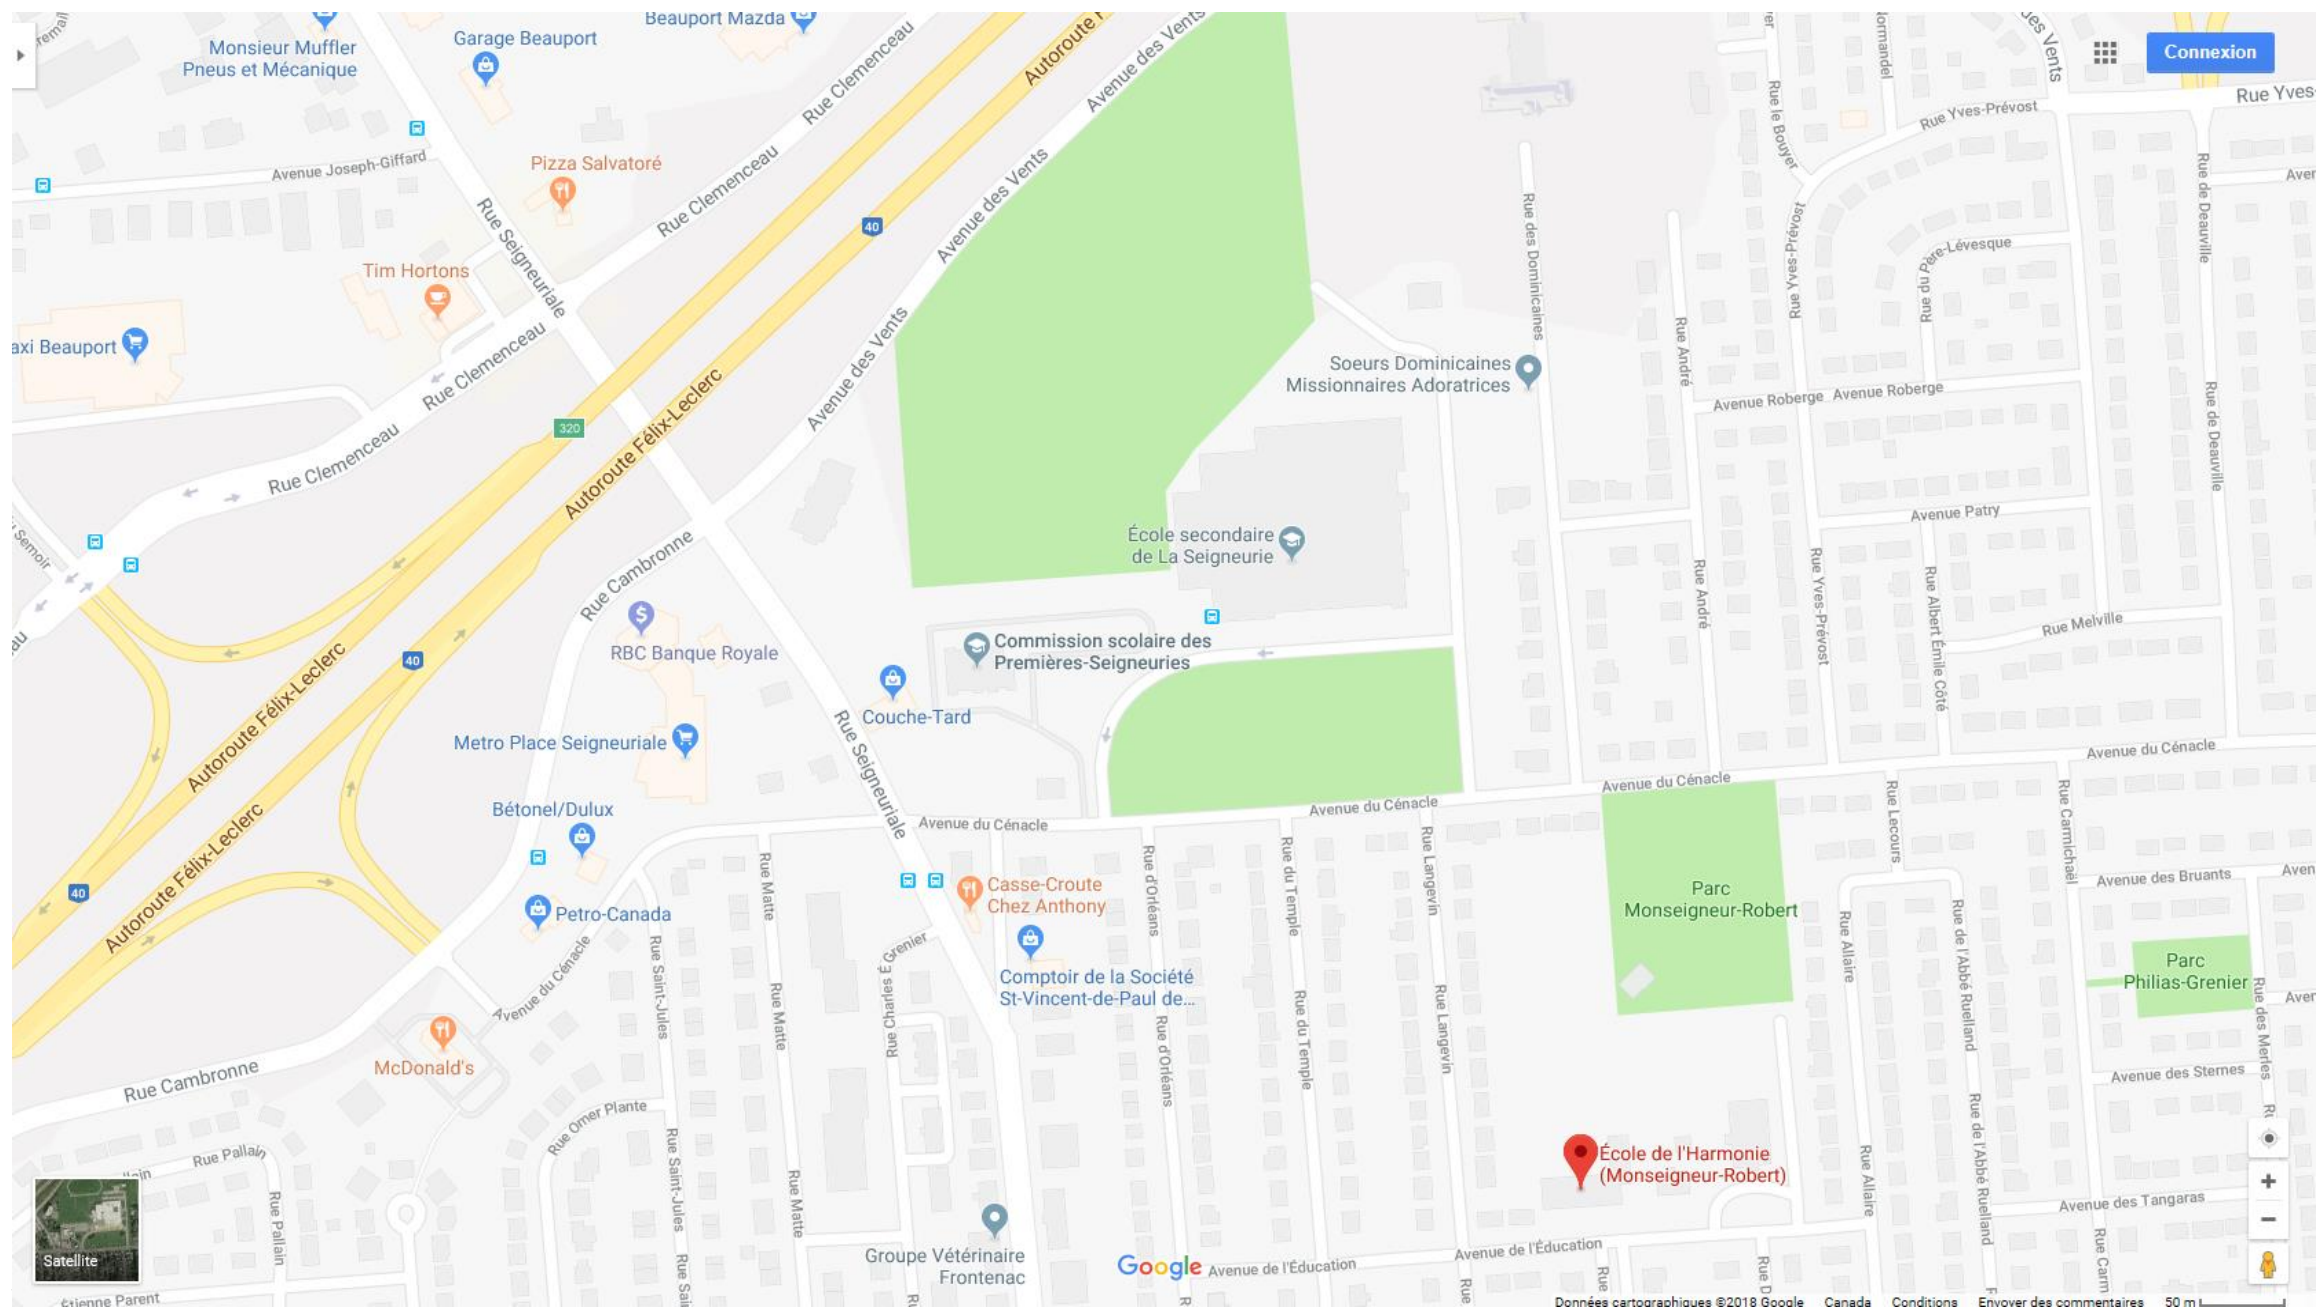 Beauport Mazda
Garage Beauport
Monsieur Muffler
Pneus et Mécanique
Connexion
Rue Clemenceau
Avenue des Vents
Rue Yves-Prévost
Rue le Bouyer
Avenue Joseph-Giffard
Pizza Salvatoré
Rue Clemenceau
Avenue des Vents
40
Rue Seigneuriale
Rue des Dominicaines
Rue Yves-Prévost
Rue du Père-Lévesque
Rue de Deauville
Tim Hortons
Rue Clemenceau
Avenue des Vents
Rue André
Soeurs Dominicaines
Missionnaires Adoratrices
Avenue Roberge
Avenue Roberge
Rue de Deauville
Autoroute Félix-Leclerc
320
Rue Clemenceau
Avenue Patry
École secondaire
de La Seigneurie
Rue Cambronne
Rue André
Rue Yves-Prévost
Rue Albert Émile Côté
Rue Melville
RBC Banque Royale
Commission scolaire des
Premières-Seigneuries
40
Autoroute Félix-Leclerc
Couche-Tard
Metro Place Seigneuriale
Rue Seigneuriale
Avenue du Cénacle
Avenue du Cénacle
Avenue du Cénacle
Avenue du Cénacle
Bétonel/Dulux
Autoroute Félix-Leclerc
40
Rue Matte
Rue d'Orléans
Rue du Temple
Rue Langevin
Rue Lecours
Rue Carmichaël
Avenue des Bruants
Petro-Canada
Casse-Croute
Chez Anthony
Parc
Monseigneur-Robert
Avenue du Cénacle
Rue Saint-Jules
Rue Charles E Grenier
Comptoir de la Société
St-Vincent-de-Paul de...
Rue Allaire
Rue de l'Abbé Ruelland
Parc
Philias-Grenier
Rue des Merles
Rue Matte
Rue d'Orléans
Rue du Temple
Rue Langevin
McDonald's
Rue Cambronne
Avenue des Sternes
Rue Omer Plante
Rue Pallain
Rue Pallain
Rue Saint-Jules
Rue Matte
École de l'Harmonie
(Monseigneur-Robert)
Rue Allaire
Rue de l'Abbé Ruelland
Avenue des Tangaras
Satellite
Groupe Vétérinaire
Frontenac
Google
Avenue de l'Éducation
Avenue de l'Éducation
Étienne Parent
Données cartographiques ©2018 Google Canada Conditions Envoyer des commentaires 50 m